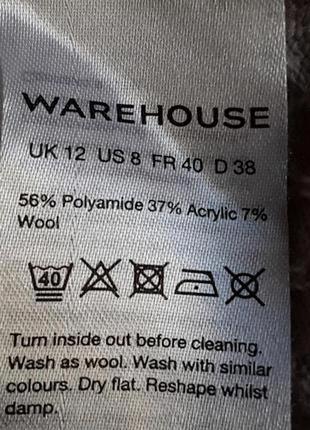 WAREHOUSE
UK 12 US 8 FR 40 D 38
56% Polyamide 37% Acrylic 7%
Wool
40
Turn inside out before cleaning.
Wash as wool. Wash with similar
colours. Dry flat. Reshape whilst
damp.